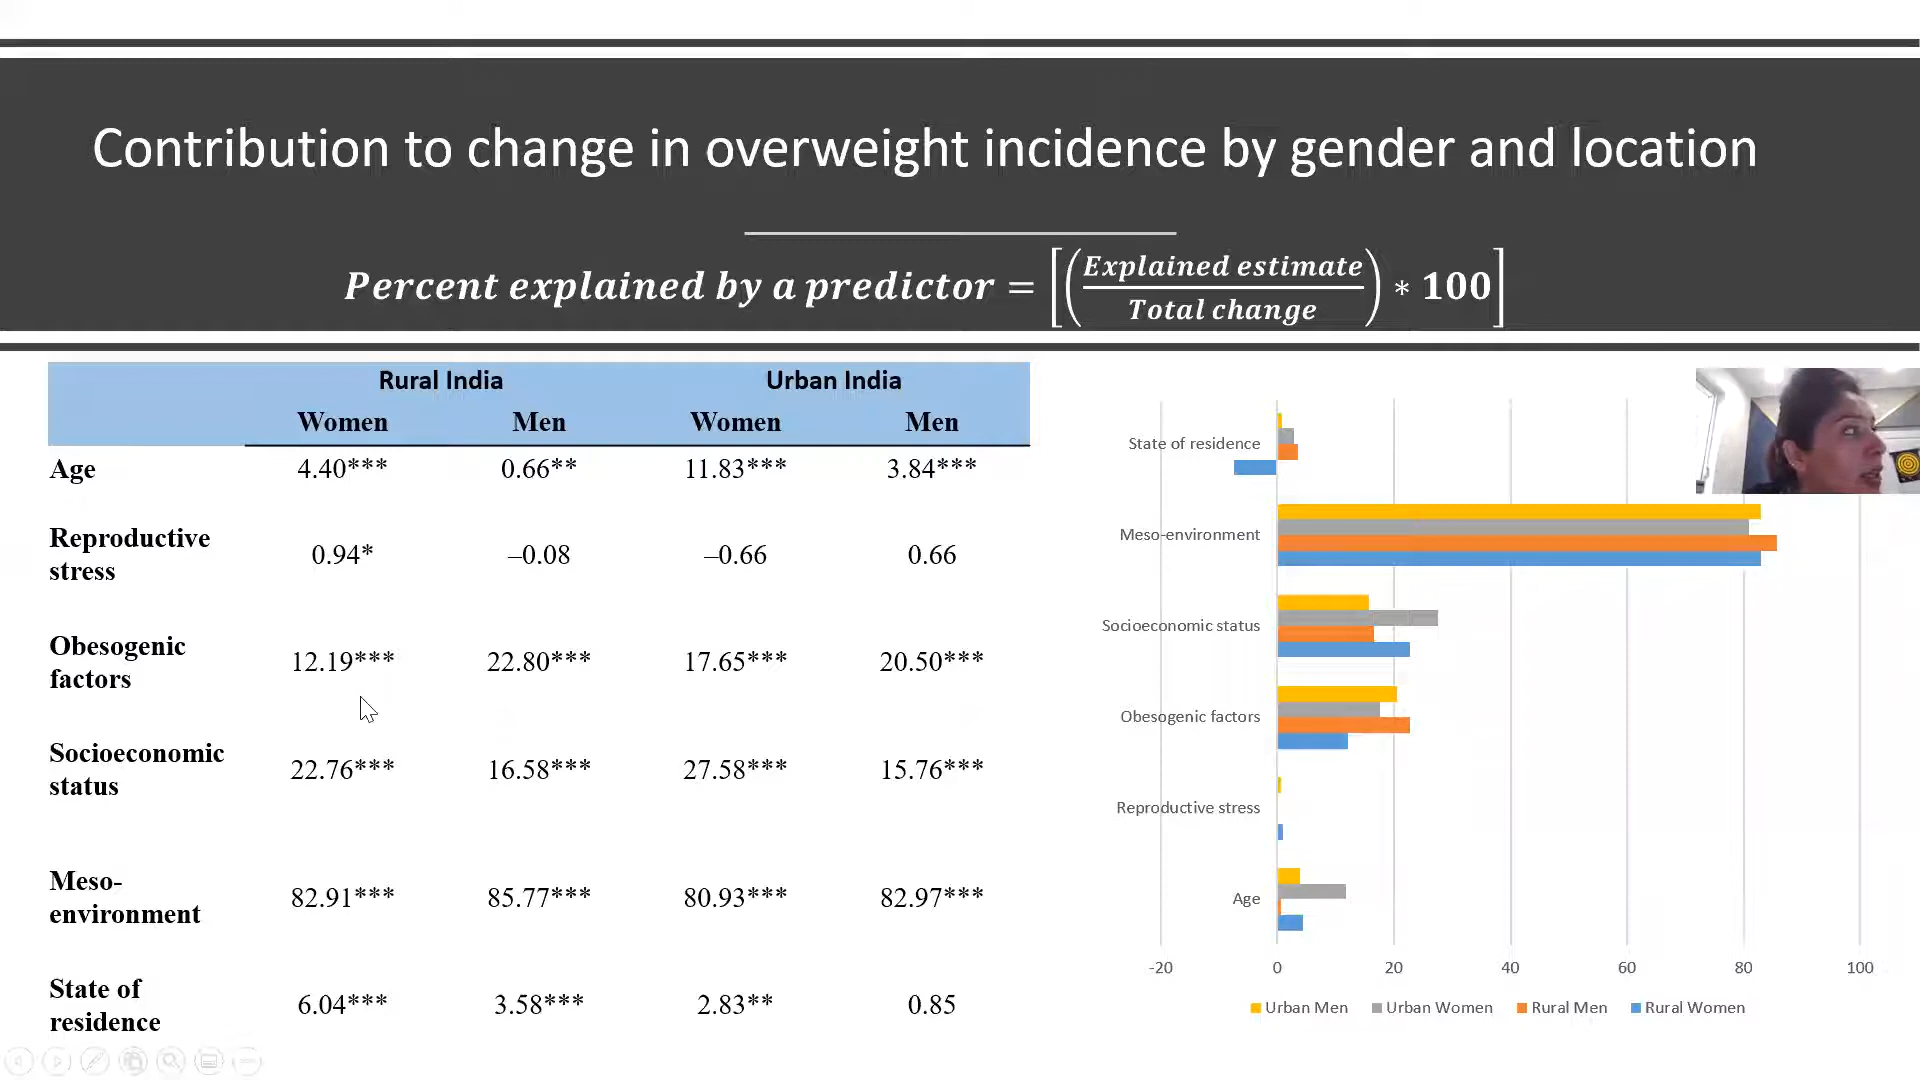 Contribution to change in overweight incidence by gender and location
Percent explained by a predictor = [(Explained estimate / Total change) * 100]
Rural India Urban India
Women Men Women Men
Age 4.40*** 0.66** 11.83*** 3.84***
Reproductive stress 0.94* –0.08 –0.66 0.66
Obesogenic factors 12.19*** 22.80*** 17.65*** 20.50***
Socioeconomic status 22.76*** 16.58*** 27.58*** 15.76***
Meso-environment 82.91*** 85.77*** 80.93*** 82.97***
State of residence 6.04*** 3.58*** 2.83** 0.85
State of residence
Meso-environment
Socioeconomic status
Obesogenic factors
Reproductive stress
Age
-20 0 20 40 60 80 100
Urban Men Urban Women Rural Men Rural Women